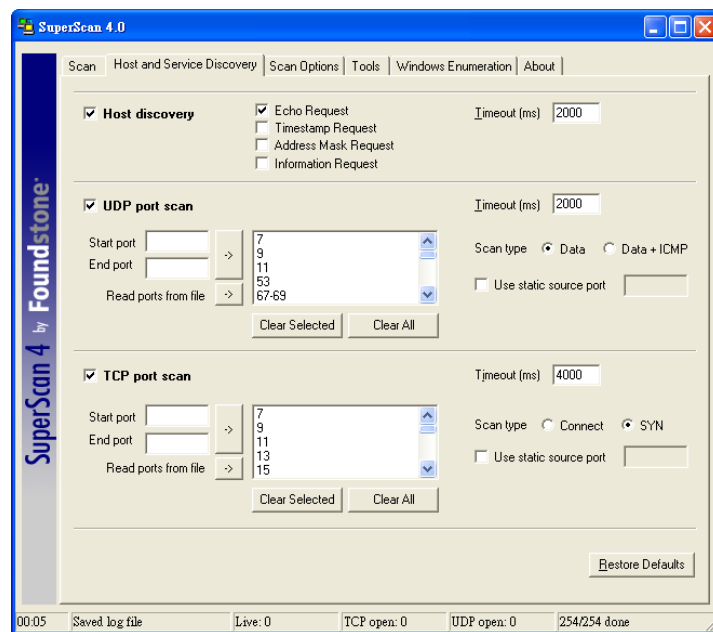 SuperScan 4.0
Scan Host and Service Discovery Scan Options Tools Windows Enumeration About
Host discovery
Echo Request
Timestamp Request
Address Mask Request
Information Request
Timeout (ms) 2000
UDP port scan
Timeout (ms) 2000
Start port
End port
->
Read ports from file ->
7
9
11
53
67-69
Clear Selected Clear All
Scan type Data Data + ICMP
Use static source port
TCP port scan
Timeout (ms) 4000
Start port
End port
->
Read ports from file ->
7
9
11
13
15
Clear Selected Clear All
Scan type Connect SYN
Use static source port
Restore Defaults
SuperScan 4 by Foundstone
00:05 Saved log file Live: 0 TCP open: 0 UDP open: 0 254/254 done